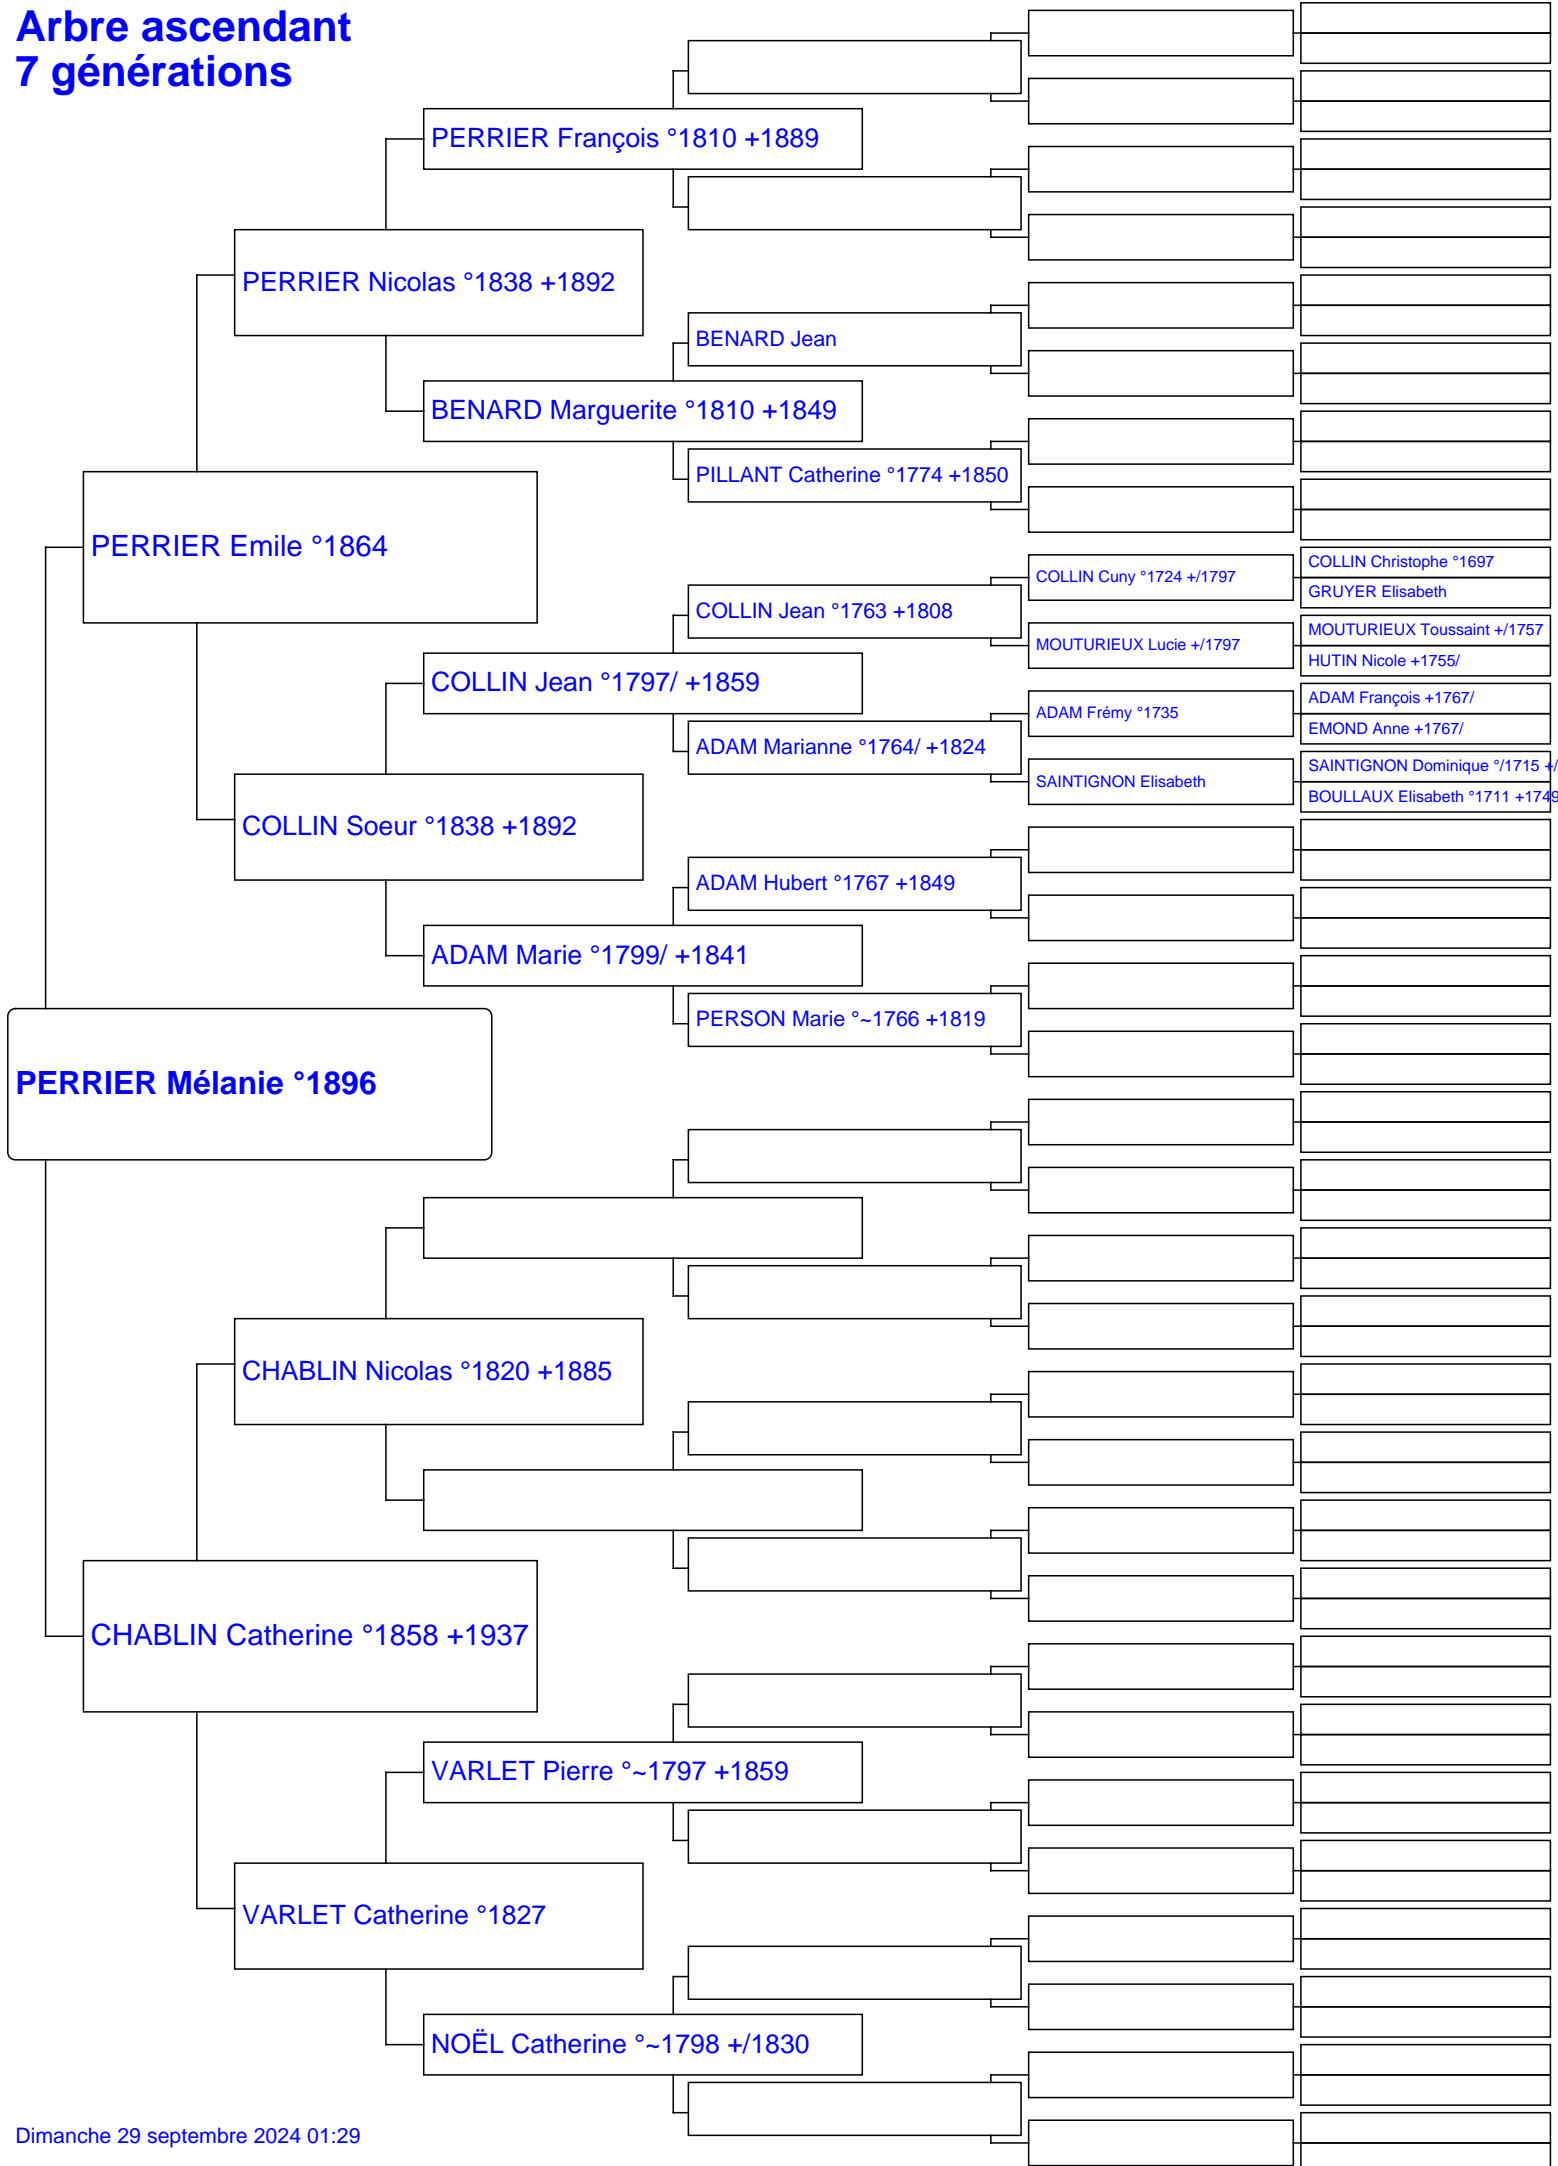 Arbre ascendant
7 générations
PERRIER François °1810 +1889
PERRIER Nicolas °1838 +1892
BENARD Jean
BENARD Marguerite °1810 +1849
PILLANT Catherine °1774 +1850
PERRIER Emile °1864
COLLIN Christophe °1697
COLLIN Cuny °1724 +/1797
GRUYER Elisabeth
COLLIN Jean °1763 +1808
MOUTURIEUX Toussaint +/1757
MOUTURIEUX Lucie +/1797
HUTIN Nicole +1755/
COLLIN Jean °1797/ +1859
ADAM François +1767/
ADAM Frémy °1735
EMOND Anne +1767/
ADAM Marianne °1764/ +1824
SAINTIGNON Dominique °/1715 +/
SAINTIGNON Elisabeth
BOULLAUX Elisabeth °1711 +1749
COLLIN Soeur °1838 +1892
ADAM Hubert °1767 +1849
ADAM Marie °1799/ +1841
PERSON Marie °~1766 +1819
PERRIER Mélanie °1896
CHABLIN Nicolas °1820 +1885
CHABLIN Catherine °1858 +1937
VARLET Pierre °~1797 +1859
VARLET Catherine °1827
NOËL Catherine °~1798 +/1830
Dimanche 29 septembre 2024 01:29